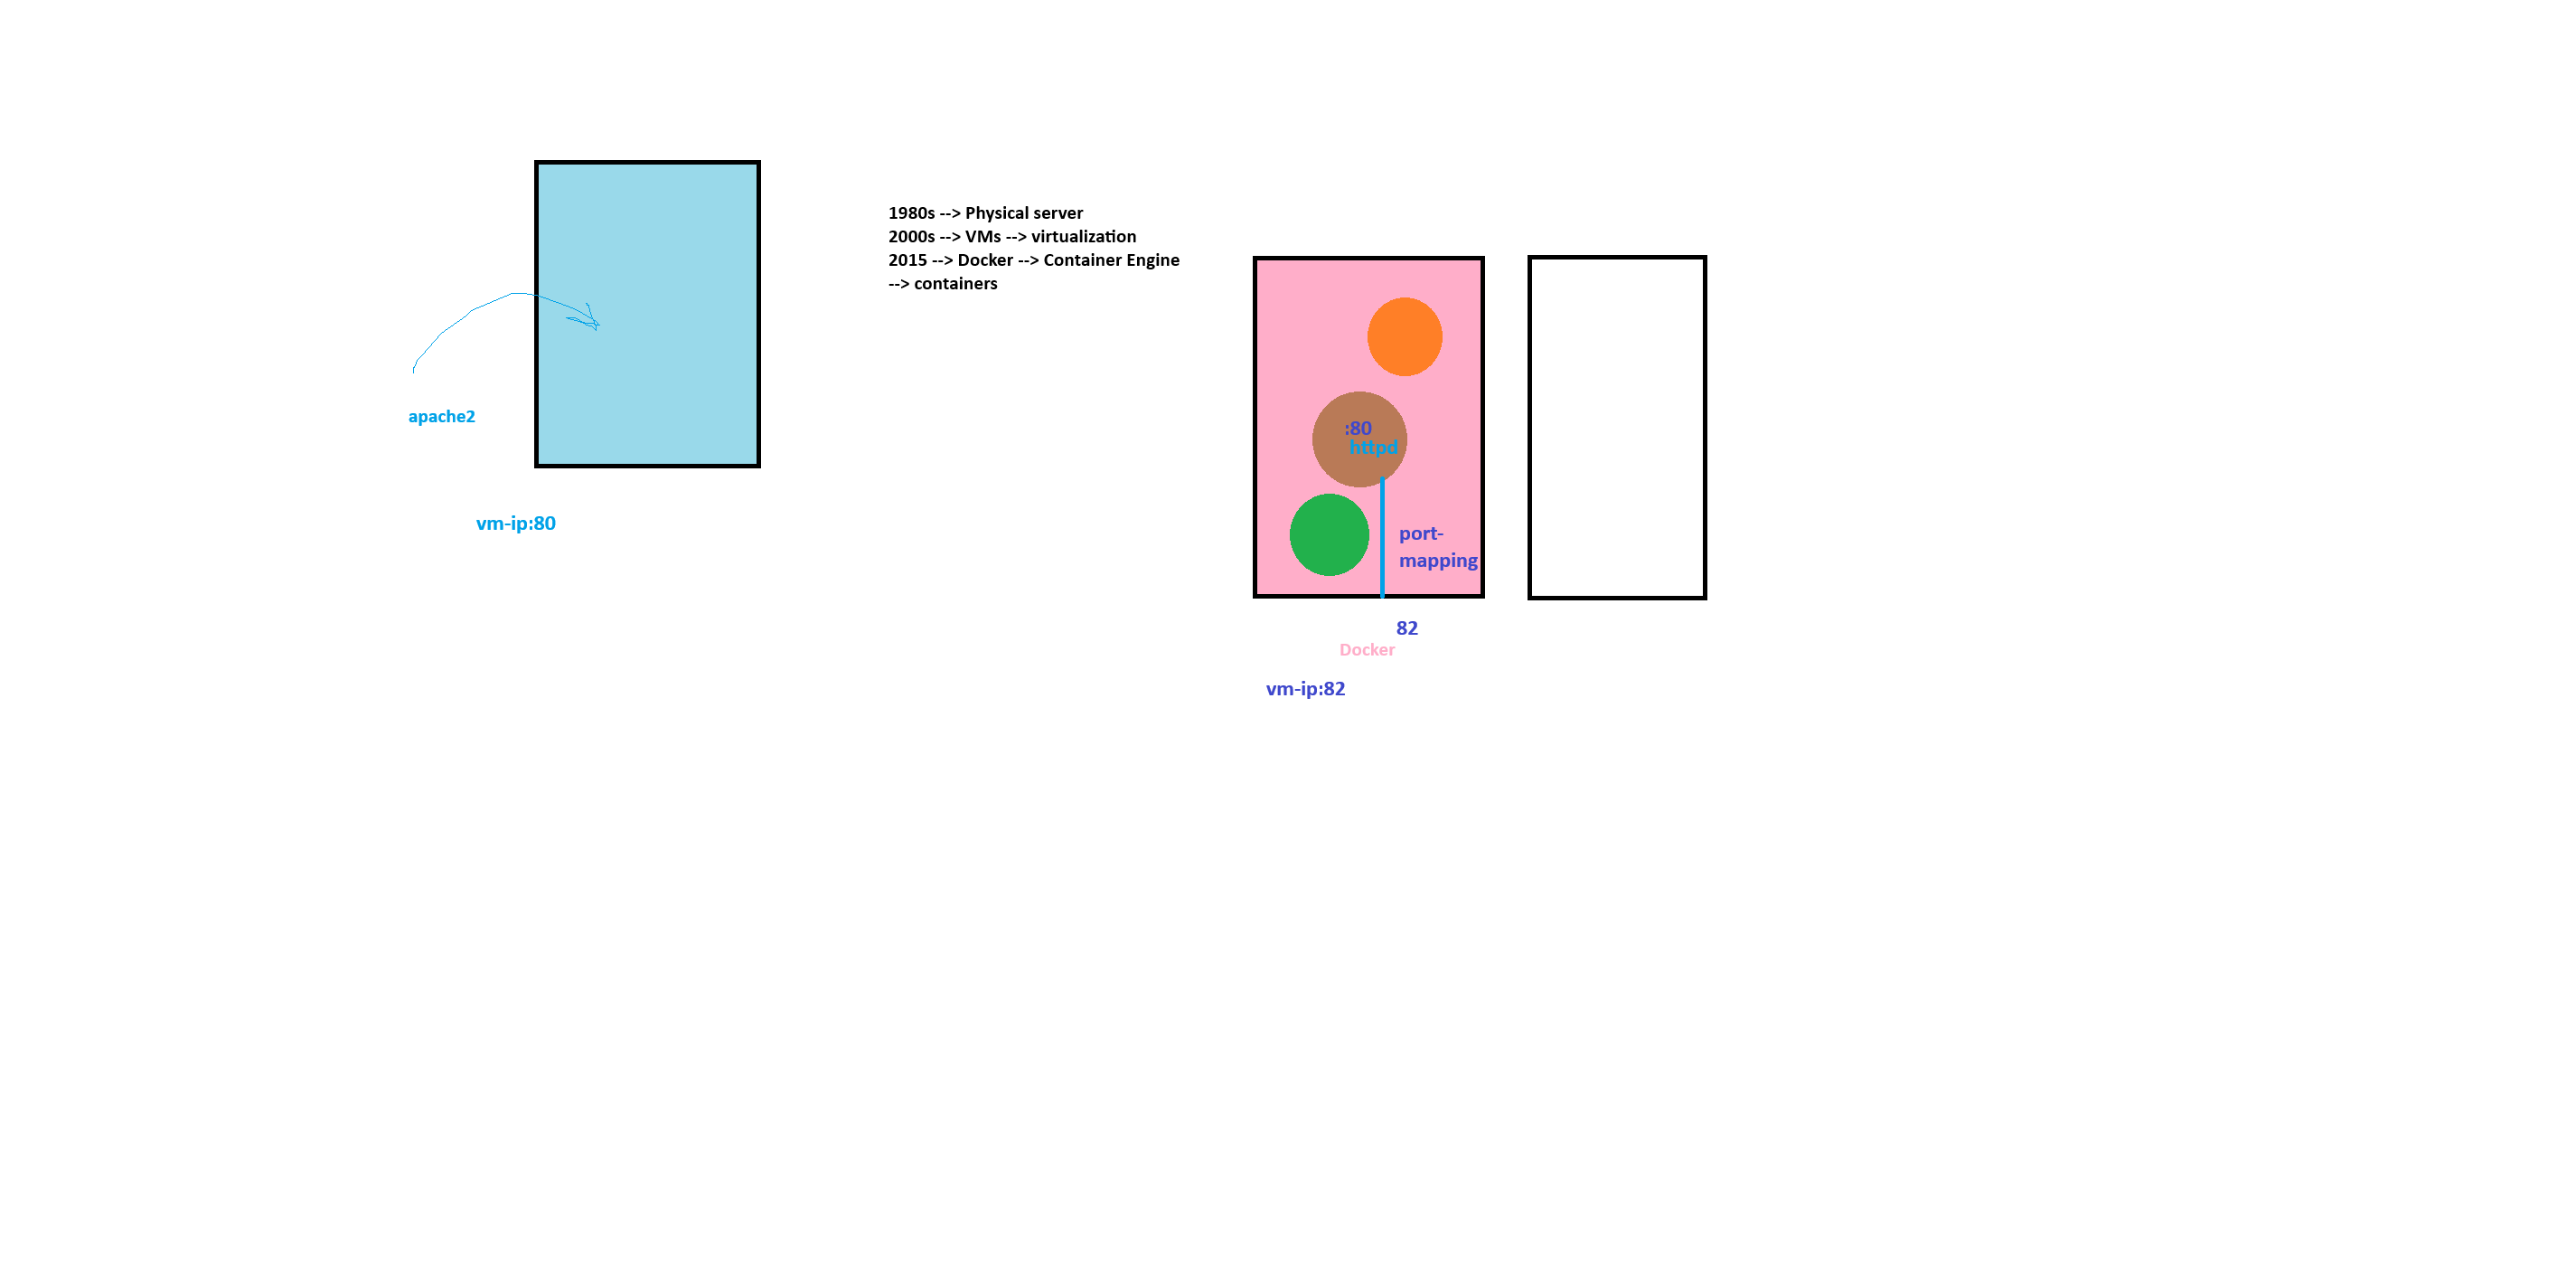 1980s --> Physical server
2000s --> VMs --> virtualization
2015 --> Docker --> Container Engine
--> containers
apache2
vm-ip:80
:80
httpd
port-
mapping
82
Docker
vm-ip:82